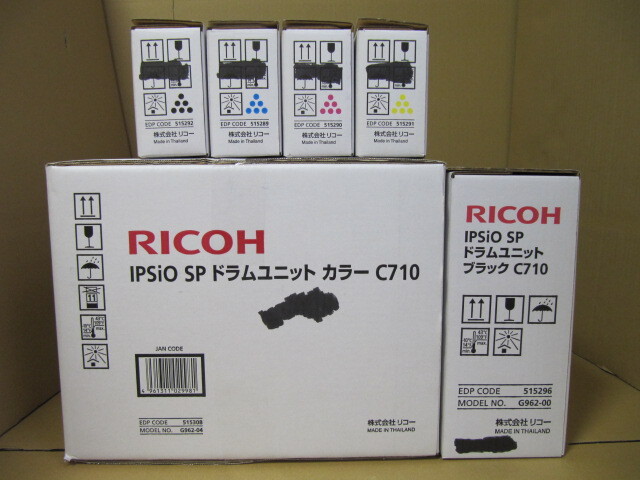 EDP CODE 515292
株式会社 リコー
Made in Thailand
EDP CODE 515289
株式会社 リコー
Made in Thailand
EDP CODE 515290
株式会社 リコー
Made in Thailand
EDP CODE 515291
株式会社 リコー
Made in Thailand
RICOH
IPSiO SP ドラムユニット カラー C710
11
JAN CODE
4 961311 029981
EDP CODE 515308
MODEL NO. G962-04
株式会社 リコー
MADE IN THAILAND
RICOH
IPSiO SP
ドラムユニット
ブラック C710
EDP CODE 515296
MODEL NO. G962-00
株式会社 リコー
MADE IN THAILAND